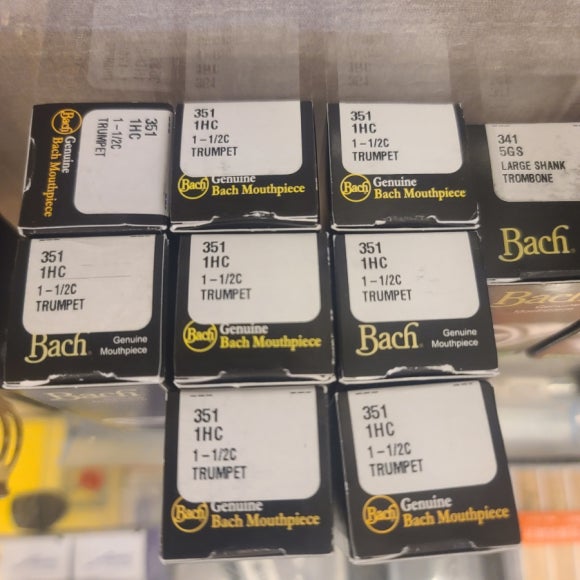 351
1HC
1-1/2C
TRUMPET
Bach
Genuine
Bach Mouthpiece
351
1HC
1-1/2C
TRUMPET
Bach
Genuine
Bach Mouthpiece
351
1HC
1-1/2C
TRUMPET
Bach
Genuine
Bach Mouthpiece
341
5GS
LARGE SHANK
TROMBONE
Bach
351
1HC
1-1/2C
TRUMPET
Bach
Genuine
Mouthpiece
351
1HC
1-1/2C
TRUMPET
Bach
Genuine
Bach Mouthpiece
351
1HC
1-1/2C
TRUMPET
Bach
Genuine
Mouthpiece
Bach
Bach
351
1HC
1-1/2C
TRUMPET
Bach
Genuine
Bach Mouthpiece
351
1HC
1-1/2C
TRUMPET
Bach
Genuine
Bach Mouthpiece